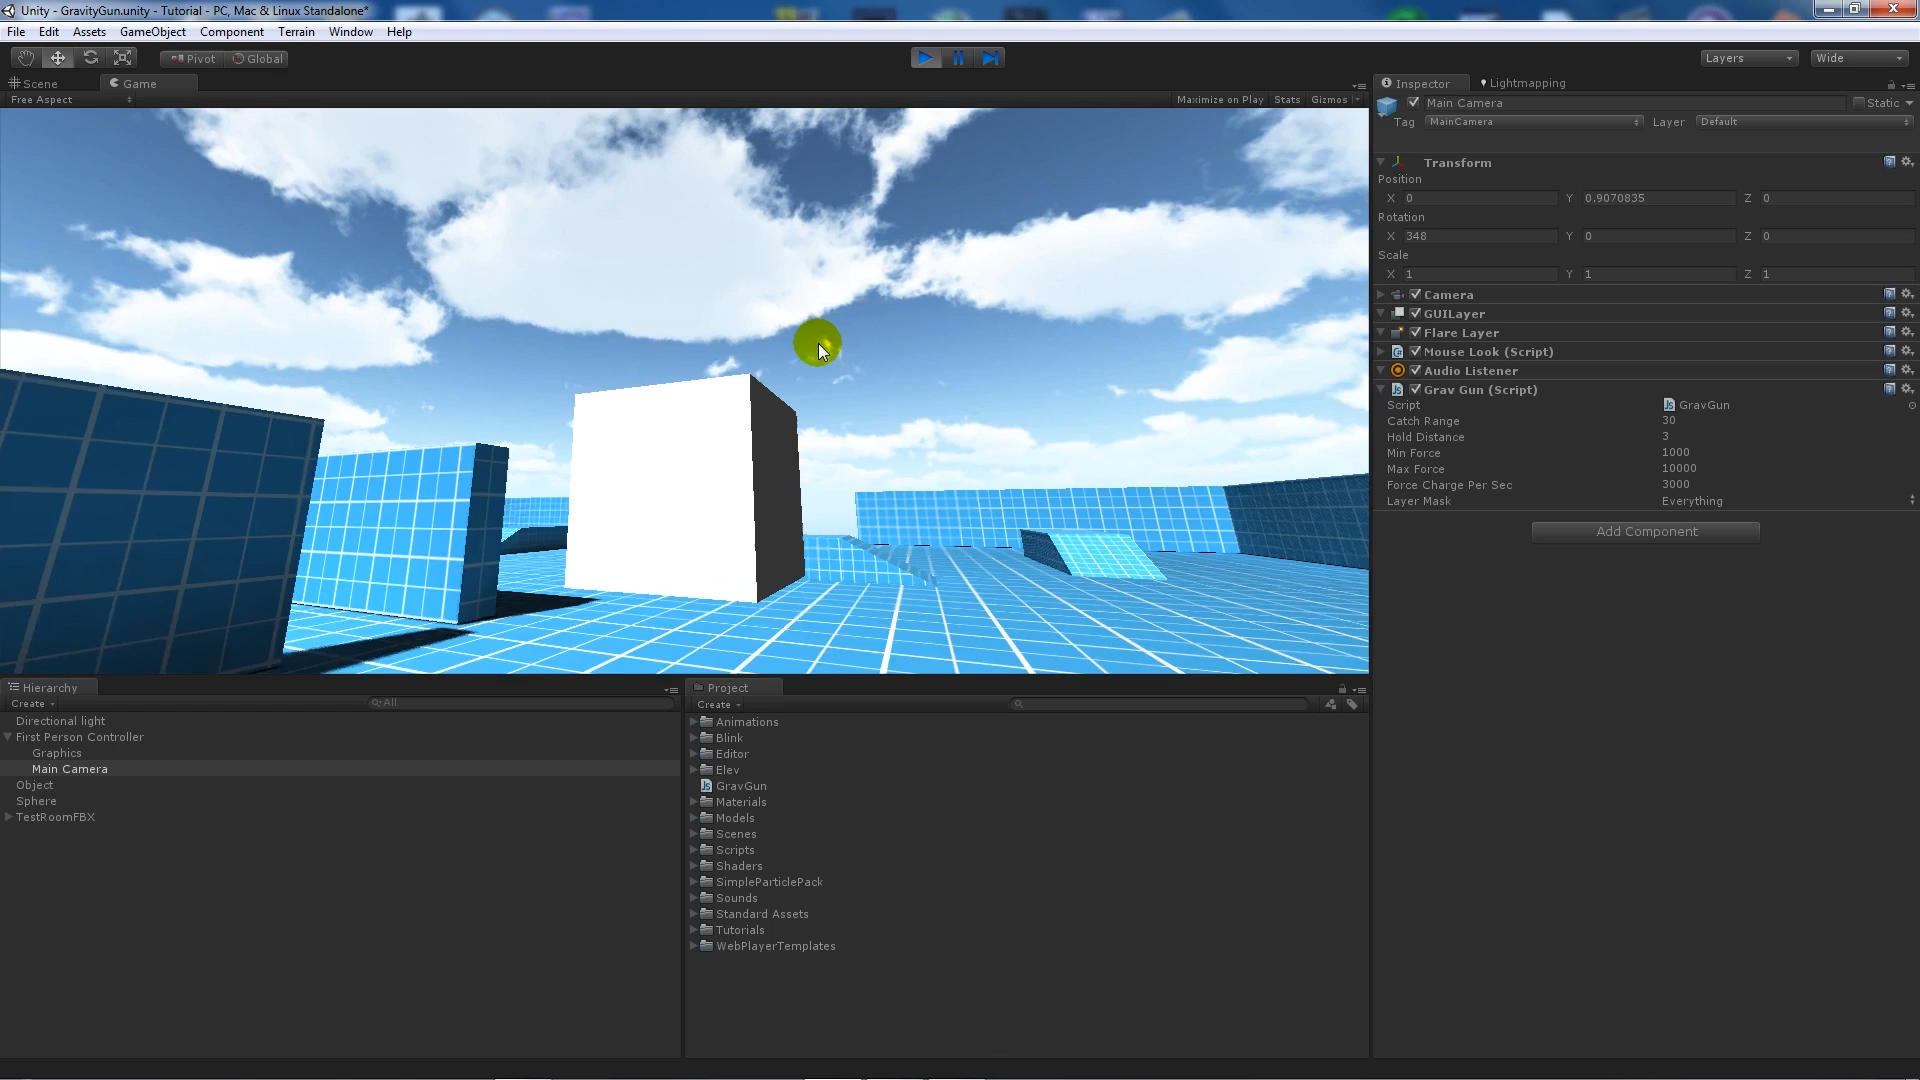 Unity - GravityGun.unity - Tutorial - PC, Mac & Linux Standalone*
File Edit Assets GameObject Component Terrain Window Help
Pivot Global Layers Wide
Scene Game
Free Aspect Maximize on Play Stats Gizmos
Inspector Lightmapping
Main Camera Static
Tag MainCamera Layer Default
Transform
Position
X 0 Y 0.9070835 Z 0
Rotation
X 348 Y 0 Z 0
Scale
X 1 Y 1 Z 1
Camera
GUILayer
Flare Layer
Mouse Look (Script)
Audio Listener
Grav Gun (Script)
Script GravGun
Catch Range 30
Hold Distance 3
Min Force 1000
Max Force 10000
Force Charge Per Sec 3000
Layer Mask Everything
Add Component
Hierarchy
Create All
Directional light
First Person Controller
Graphics
Main Camera
Object
Sphere
TestRoomFBX
Project
Create
Animations
Blink
Editor
Elev
GravGun
Materials
Models
Scenes
Scripts
Shaders
SimpleParticlePack
Sounds
Standard Assets
Tutorials
WebPlayerTemplates